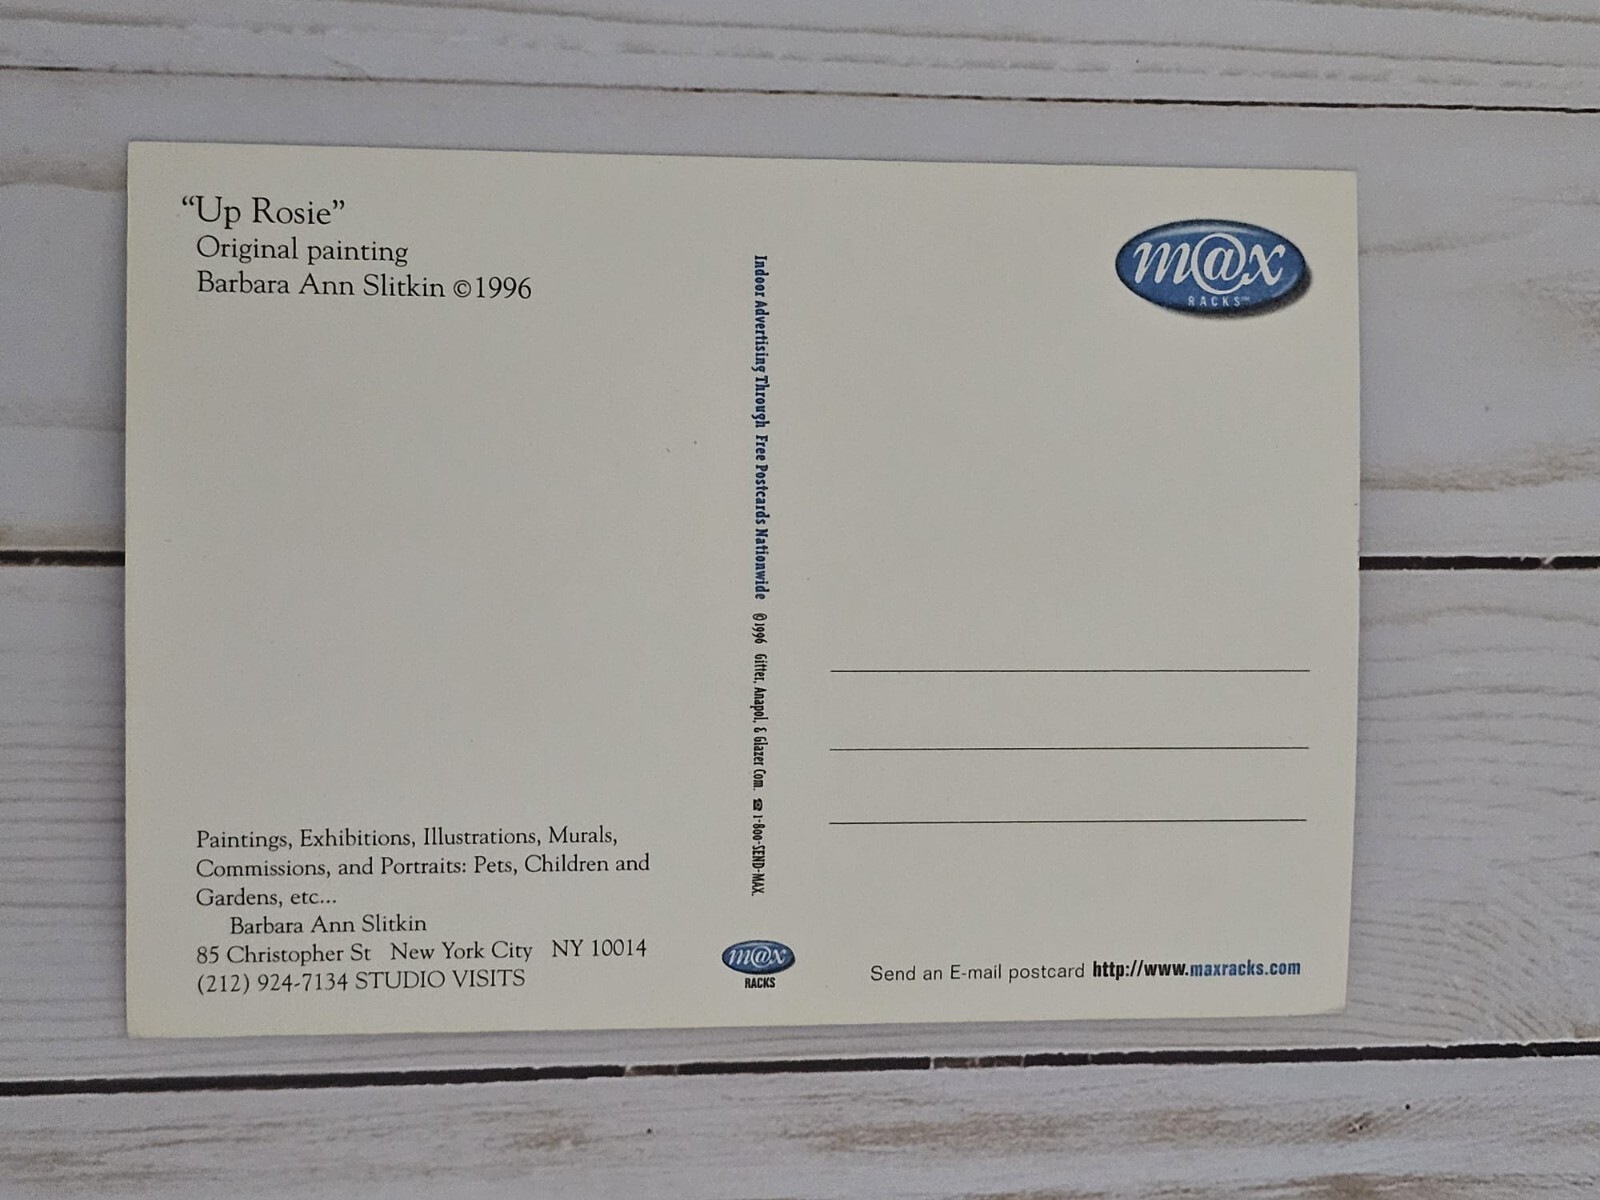 “Up Rosie”
Original painting
Barbara Ann Slitkin ©1996
Paintings, Exhibitions, Illustrations, Murals,
Commissions, and Portraits: Pets, Children and
Gardens, etc...
Barbara Ann Slitkin
85 Christopher St New York City NY 10014
(212) 924-7134 STUDIO VISITS
Indoor Advertising Through Free Postcards Nationwide ©1996 Gitter, Anapol, & Glazer Com. ☎ 1-800-SEND-MAX.
m@x
RACKS
m@x
RACKS℠
Send an E-mail postcard http://www.maxracks.com